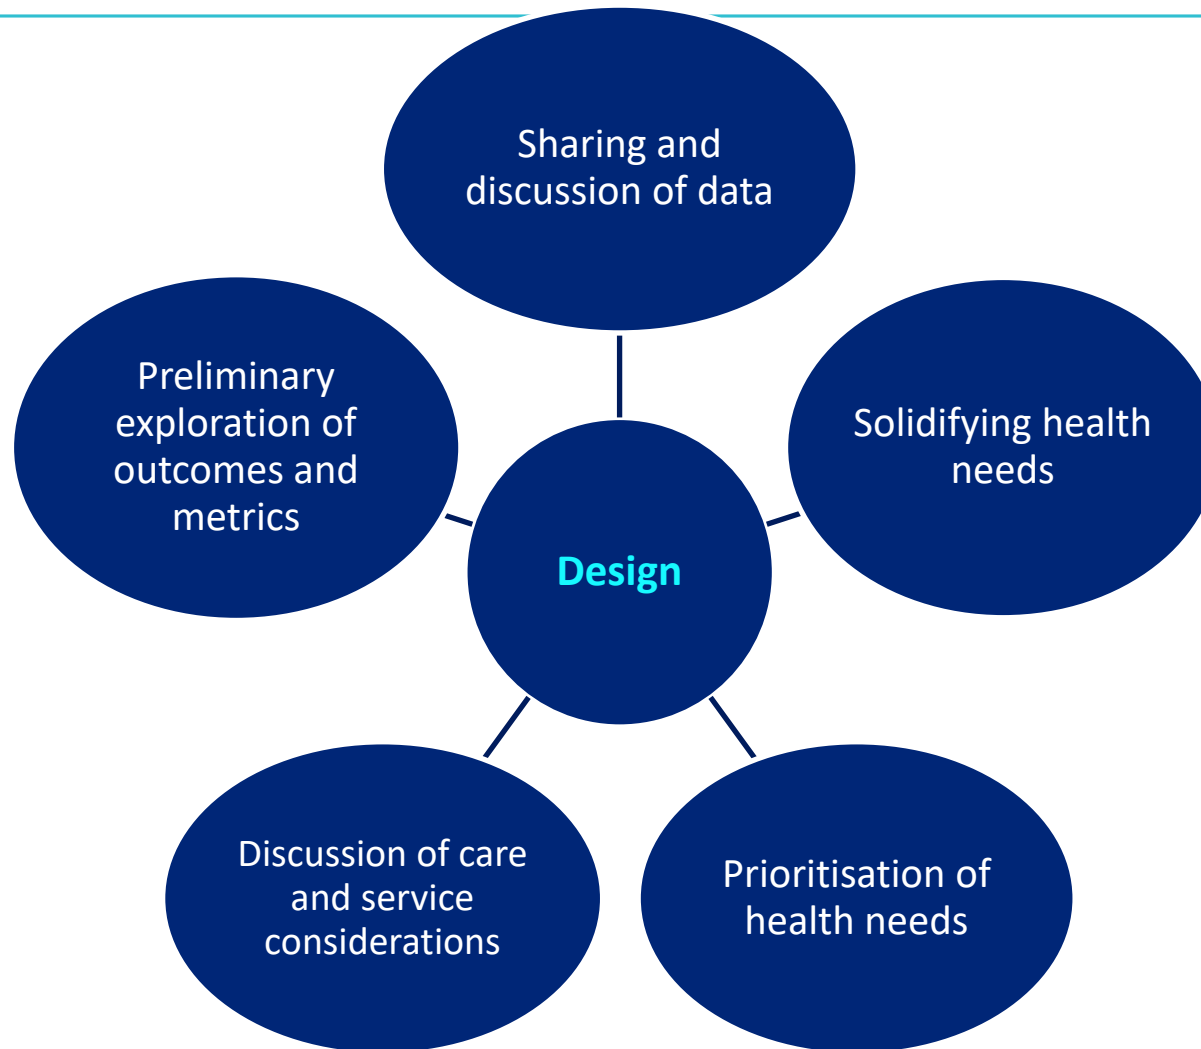 Sharing and
discussion of data
Solidifying health
needs
Prioritisation of
health needs
Discussion of care
and service
considerations
Preliminary
exploration of
outcomes and
metrics
Design